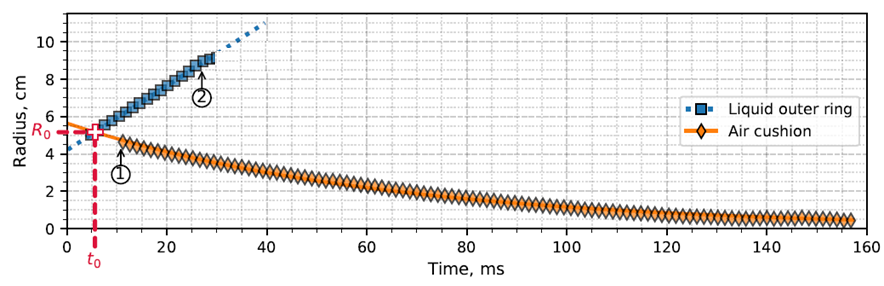 Radius, cm
10
8
6
4
2
0
R₀
t₀
①
②
0 20 40 60 80 100 120 140 160
Time, ms
Liquid outer ring
Air cushion